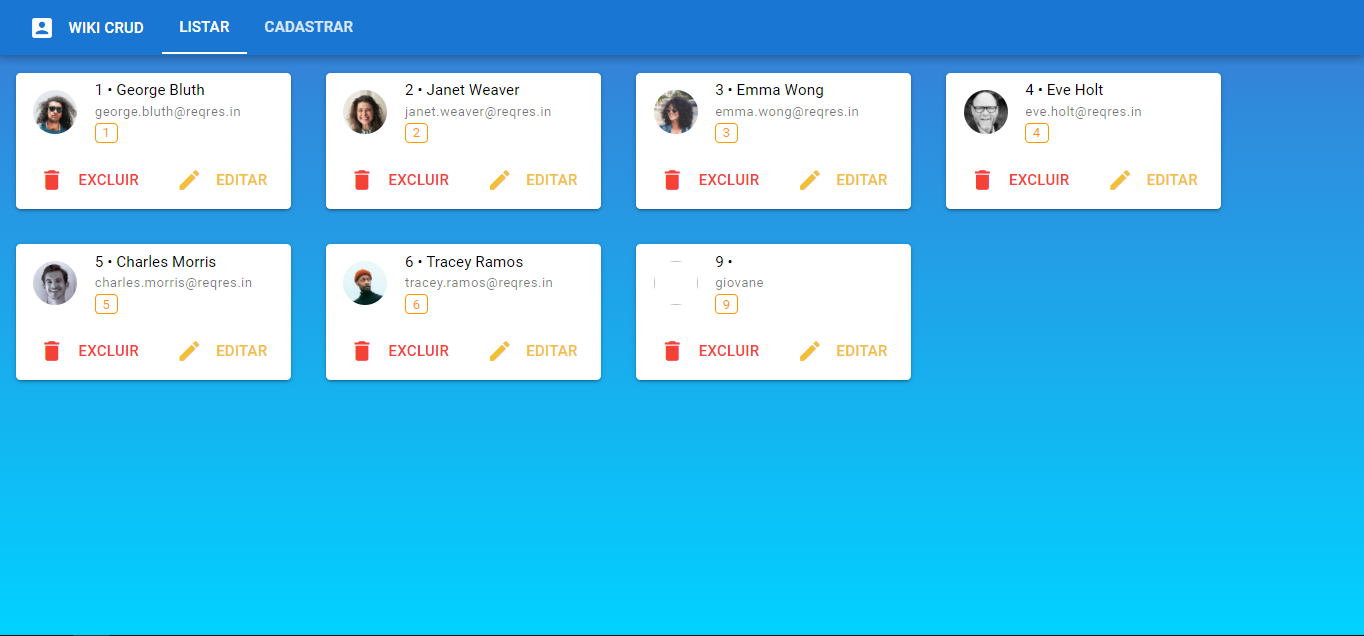 WIKI CRUD LISTAR CADASTRAR
1 • George Bluth
george.bluth@reqres.in
1
EXCLUIR EDITAR
2 • Janet Weaver
janet.weaver@reqres.in
2
EXCLUIR EDITAR
3 • Emma Wong
emma.wong@reqres.in
3
EXCLUIR EDITAR
4 • Eve Holt
eve.holt@reqres.in
4
EXCLUIR EDITAR
5 • Charles Morris
charles.morris@reqres.in
5
EXCLUIR EDITAR
6 • Tracey Ramos
tracey.ramos@reqres.in
6
EXCLUIR EDITAR
9 •
giovane
9
EXCLUIR EDITAR